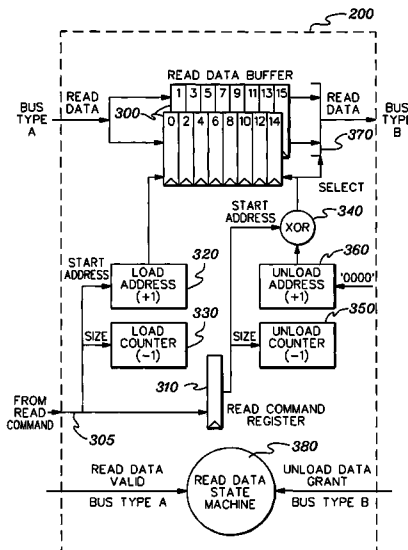 200
READ DATA BUFFER
1 3 5 7 9 11 13 15
300
0 2 4 6 8 10 12 14
BUS TYPE A
READ DATA
READ DATA
BUS TYPE B
370
SELECT
START ADDRESS
340
XOR
START ADDRESS
320
LOAD ADDRESS (+1)
360
UNLOAD ADDRESS (+1)
'0000'
330
SIZE
LOAD COUNTER (-1)
350
SIZE
UNLOAD COUNTER (-1)
310
FROM READ COMMAND
305
READ COMMAND REGISTER
380
READ DATA VALID
BUS TYPE A
READ DATA STATE MACHINE
UNLOAD DATA GRANT
BUS TYPE B